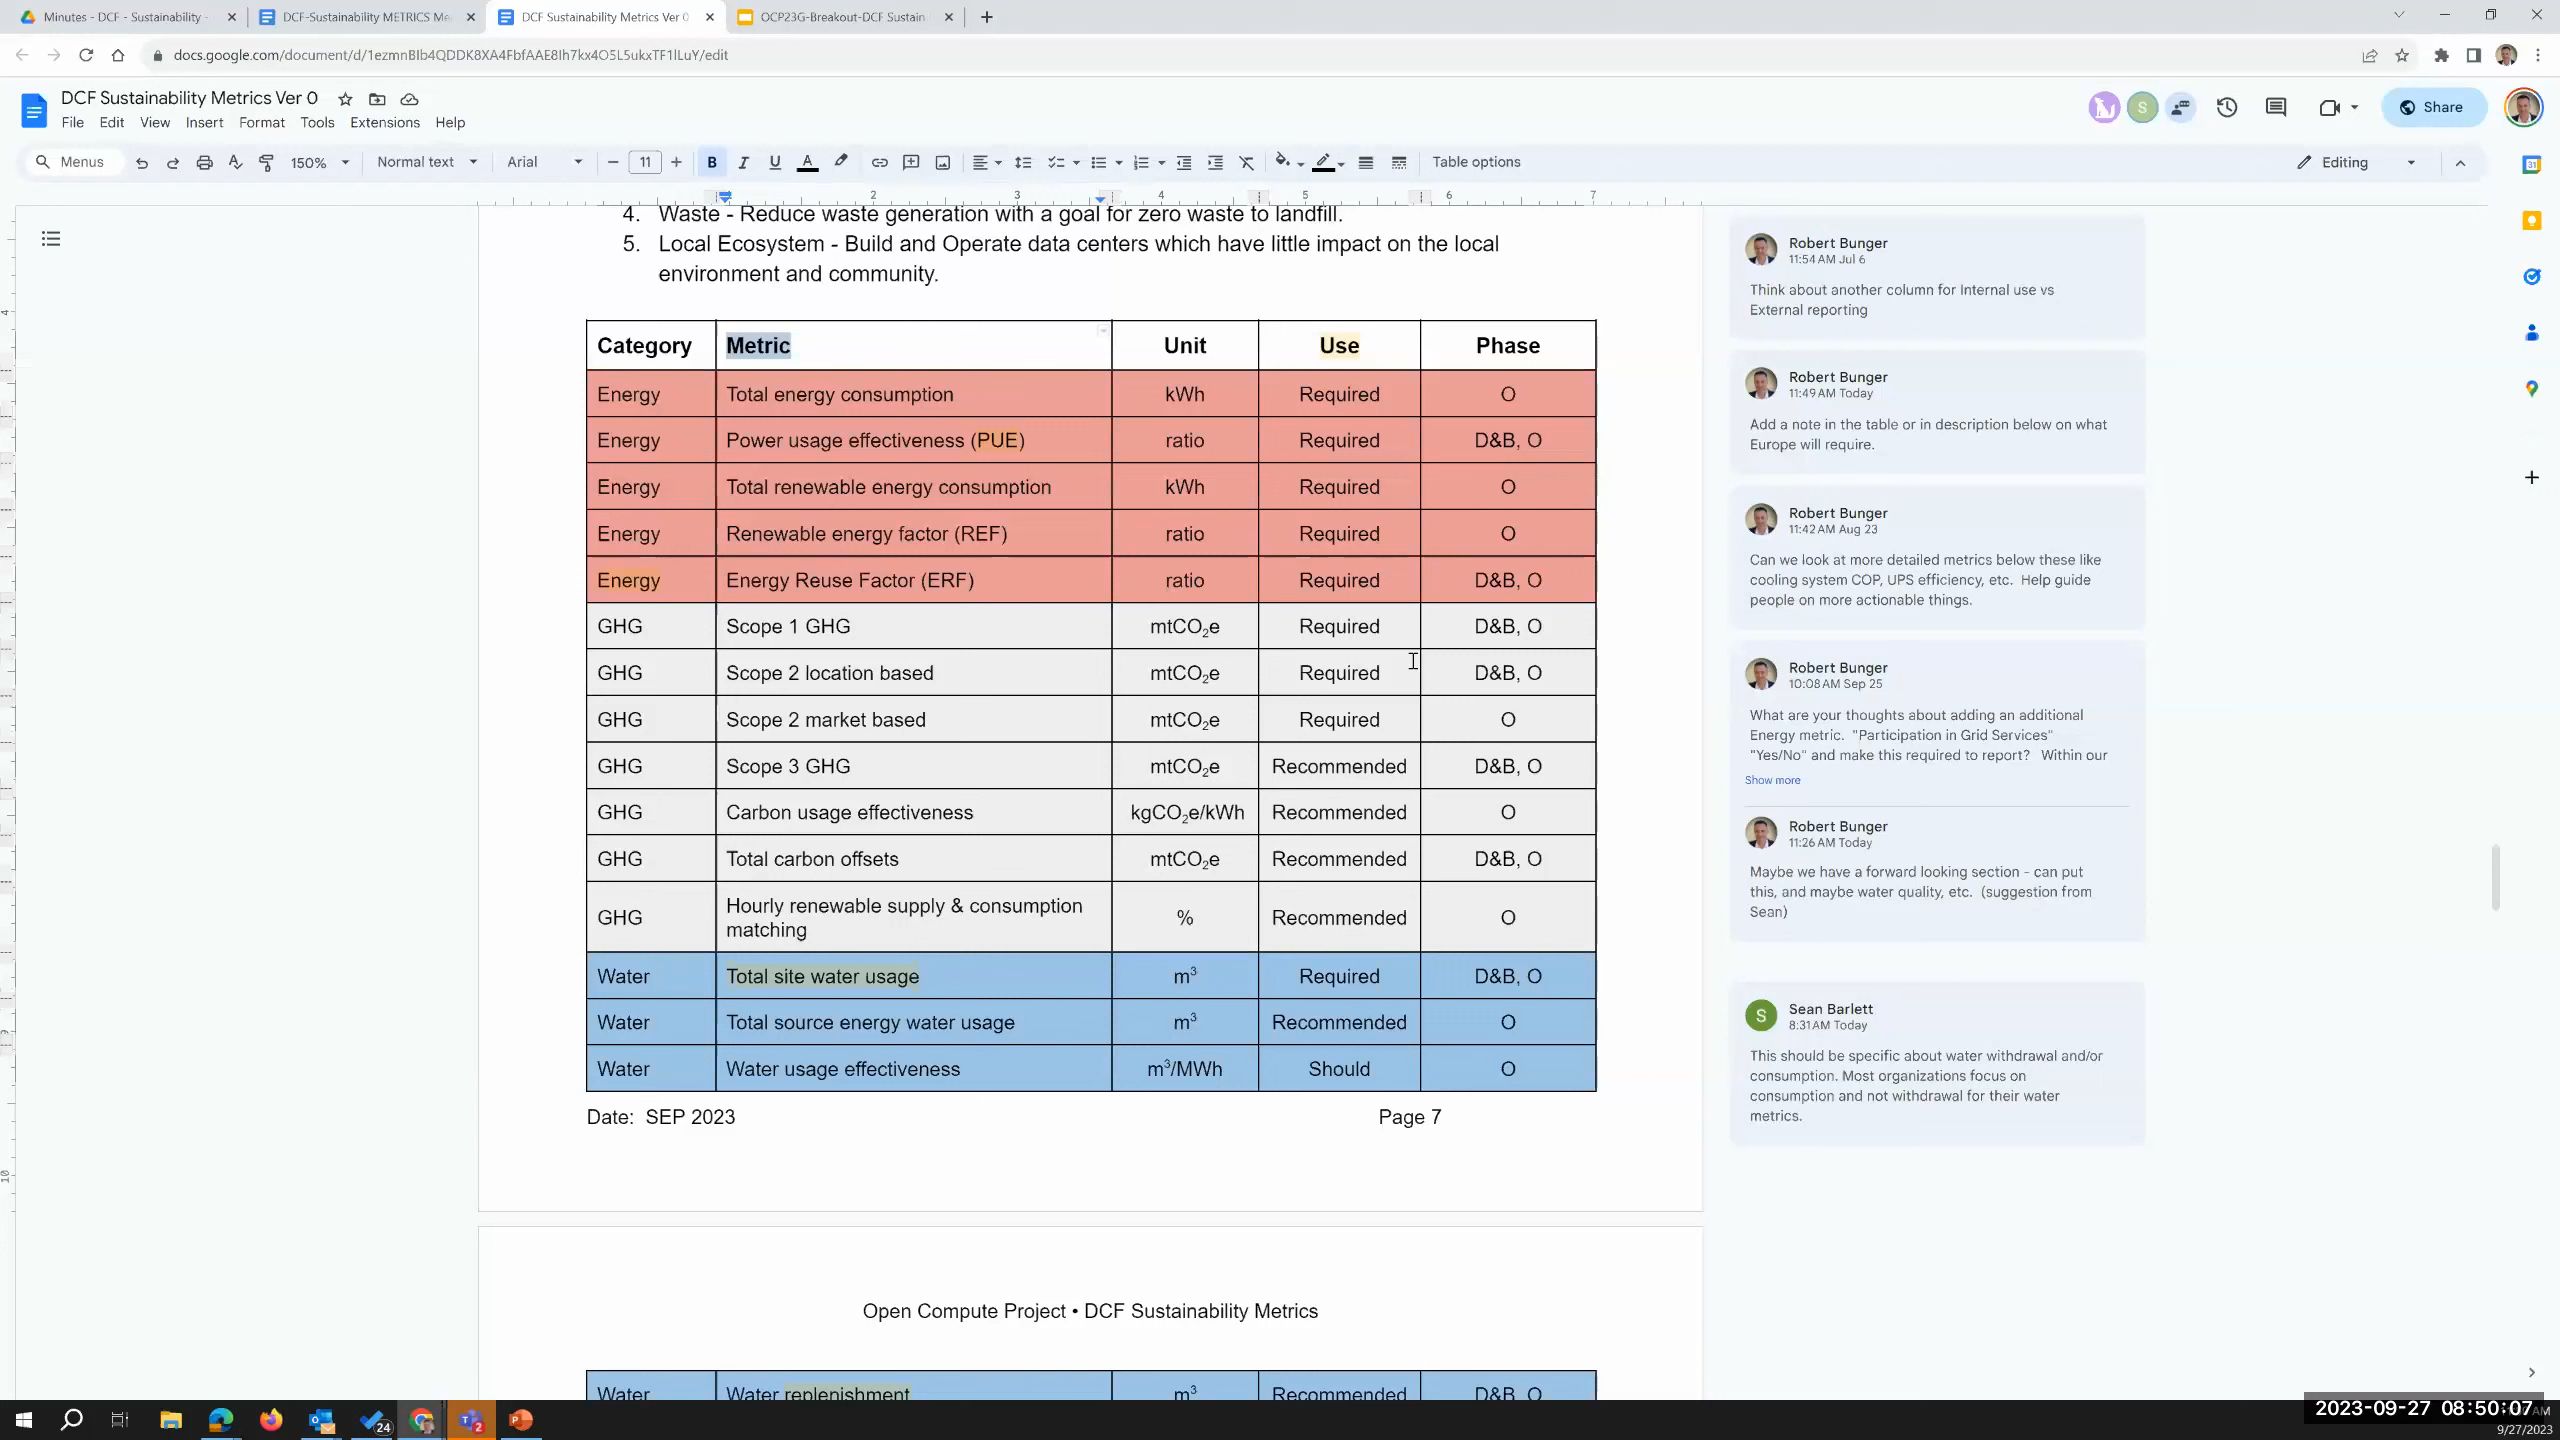 Minutes - DCF - Sustainability -
DCF-Sustainability METRICS Me
DCF Sustainability Metrics Ver 0
OCP23G-Breakout-DCF Sustain
docs.google.com/document/d/1ezmnBIb4QDDK8XA4FbfAAE8Ih7kx4O5L5ukxTF1lLuY/edit
DCF Sustainability Metrics Ver 0
File Edit View Insert Format Tools Extensions Help
S
Share
Menus 150% Normal text Arial 11 Table options Editing
2 3 4 5 6 7
4. Waste - Reduce waste generation with a goal for zero waste to landfill.
5. Local Ecosystem - Build and Operate data centers which have little impact on the local
environment and community.
Category Metric Unit Use Phase
Energy Total energy consumption kWh Required O
Energy Power usage effectiveness (PUE) ratio Required D&B, O
Energy Total renewable energy consumption kWh Required O
Energy Renewable energy factor (REF) ratio Required O
Energy Energy Reuse Factor (ERF) ratio Required D&B, O
GHG Scope 1 GHG mtCO₂e Required D&B, O
GHG Scope 2 location based mtCO₂e Required D&B, O
GHG Scope 2 market based mtCO₂e Required O
GHG Scope 3 GHG mtCO₂e Recommended D&B, O
GHG Carbon usage effectiveness kgCO₂e/kWh Recommended O
GHG Total carbon offsets mtCO₂e Recommended D&B, O
GHG Hourly renewable supply & consumption
matching % Recommended O
Water Total site water usage m³ Required D&B, O
Water Total source energy water usage m³ Recommended O
Water Water usage effectiveness m³/MWh Should O
Date: SEP 2023 Page 7
Open Compute Project • DCF Sustainability Metrics
Water Water replenishment m³ Recommended D&B, O
Robert Bunger
11:54 AM Jul 6
Think about another column for Internal use vs
External reporting
Robert Bunger
11:49 AM Today
Add a note in the table or in description below on what
Europe will require.
Robert Bunger
11:42 AM Aug 23
Can we look at more detailed metrics below these like
cooling system COP, UPS efficiency, etc. Help guide
people on more actionable things.
Robert Bunger
10:08 AM Sep 25
What are your thoughts about adding an additional
Energy metric. "Participation in Grid Services"
"Yes/No" and make this required to report? Within our
Show more
Robert Bunger
11:26 AM Today
Maybe we have a forward looking section - can put
this, and maybe water quality, etc. (suggestion from
Sean)
S
Sean Barlett
8:31 AM Today
This should be specific about water withdrawal and/or
consumption. Most organizations focus on
consumption and not withdrawal for their water
metrics.
24
2
2023-09-27 08:50:07
9/27/2023